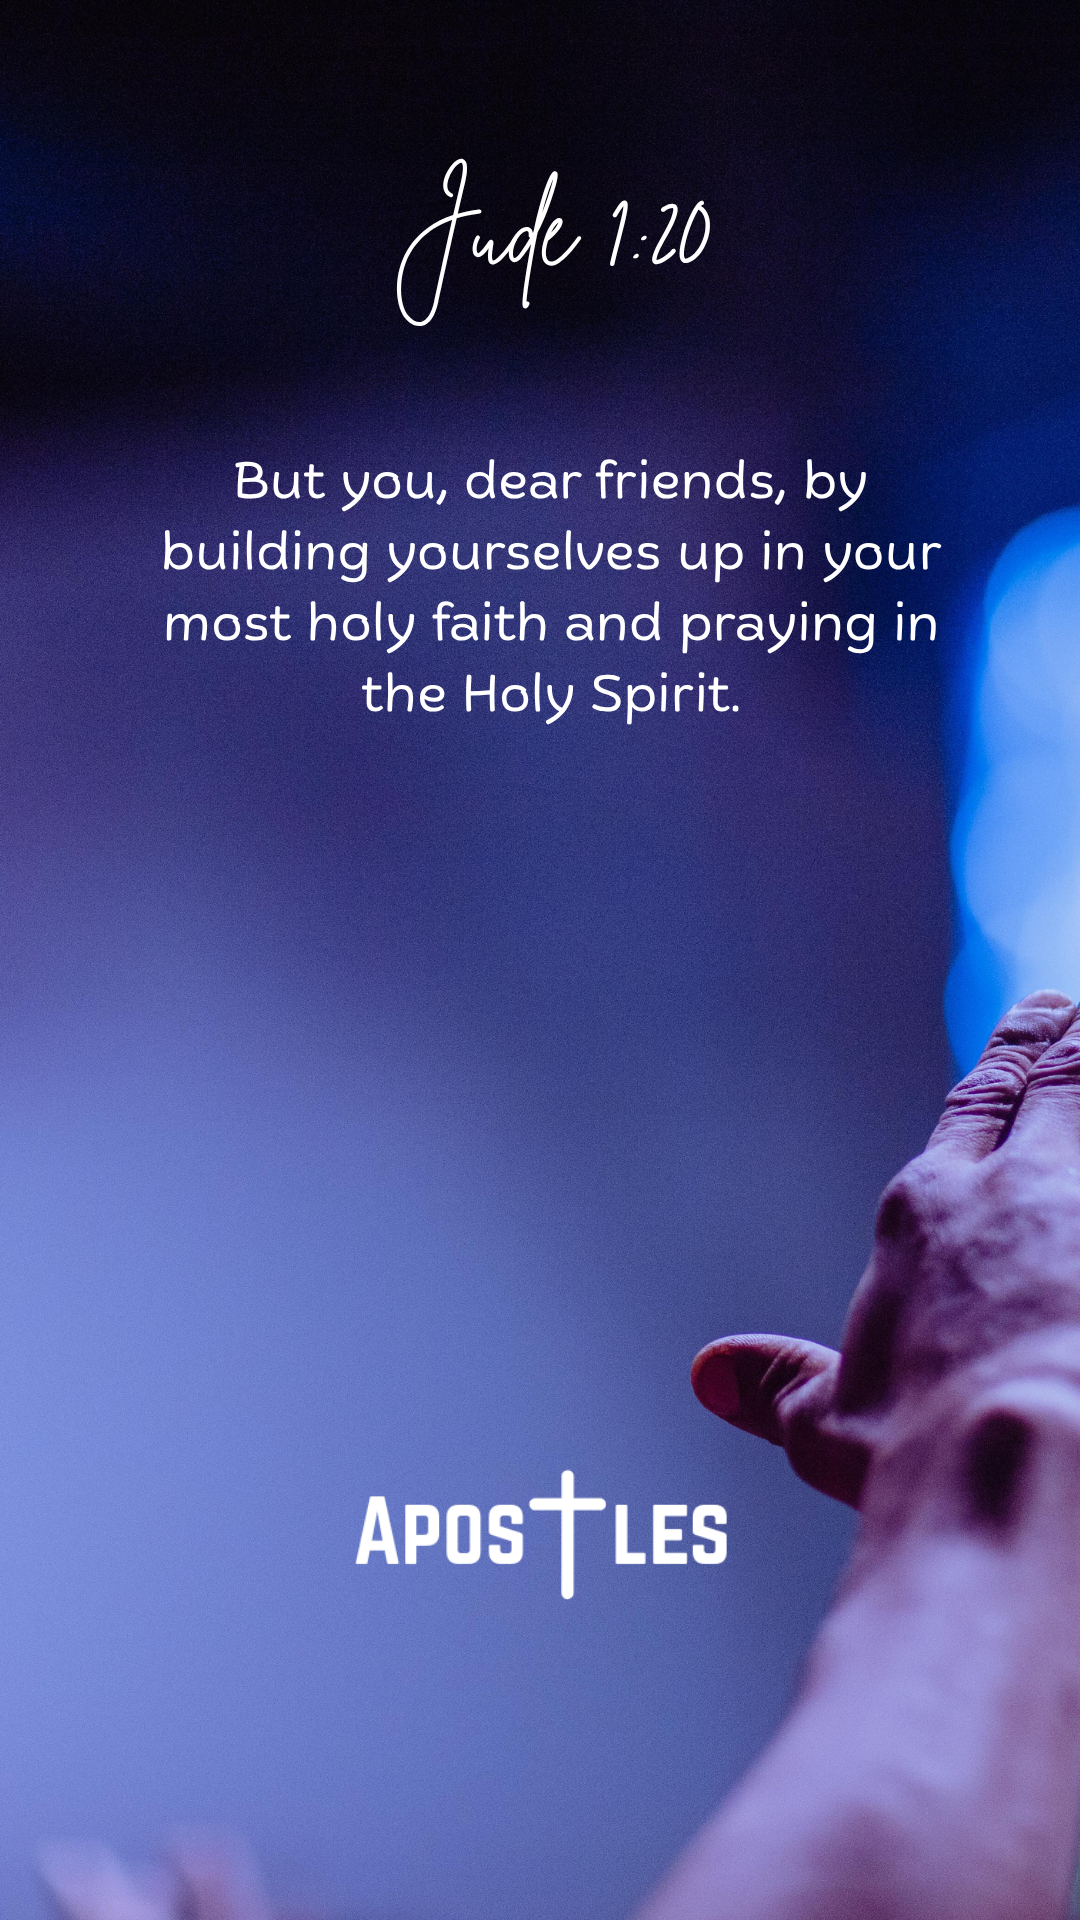 Jude 1:20
But you, dear friends, by
building yourselves up in your
most holy faith and praying in
the Holy Spirit.
APOSTLES